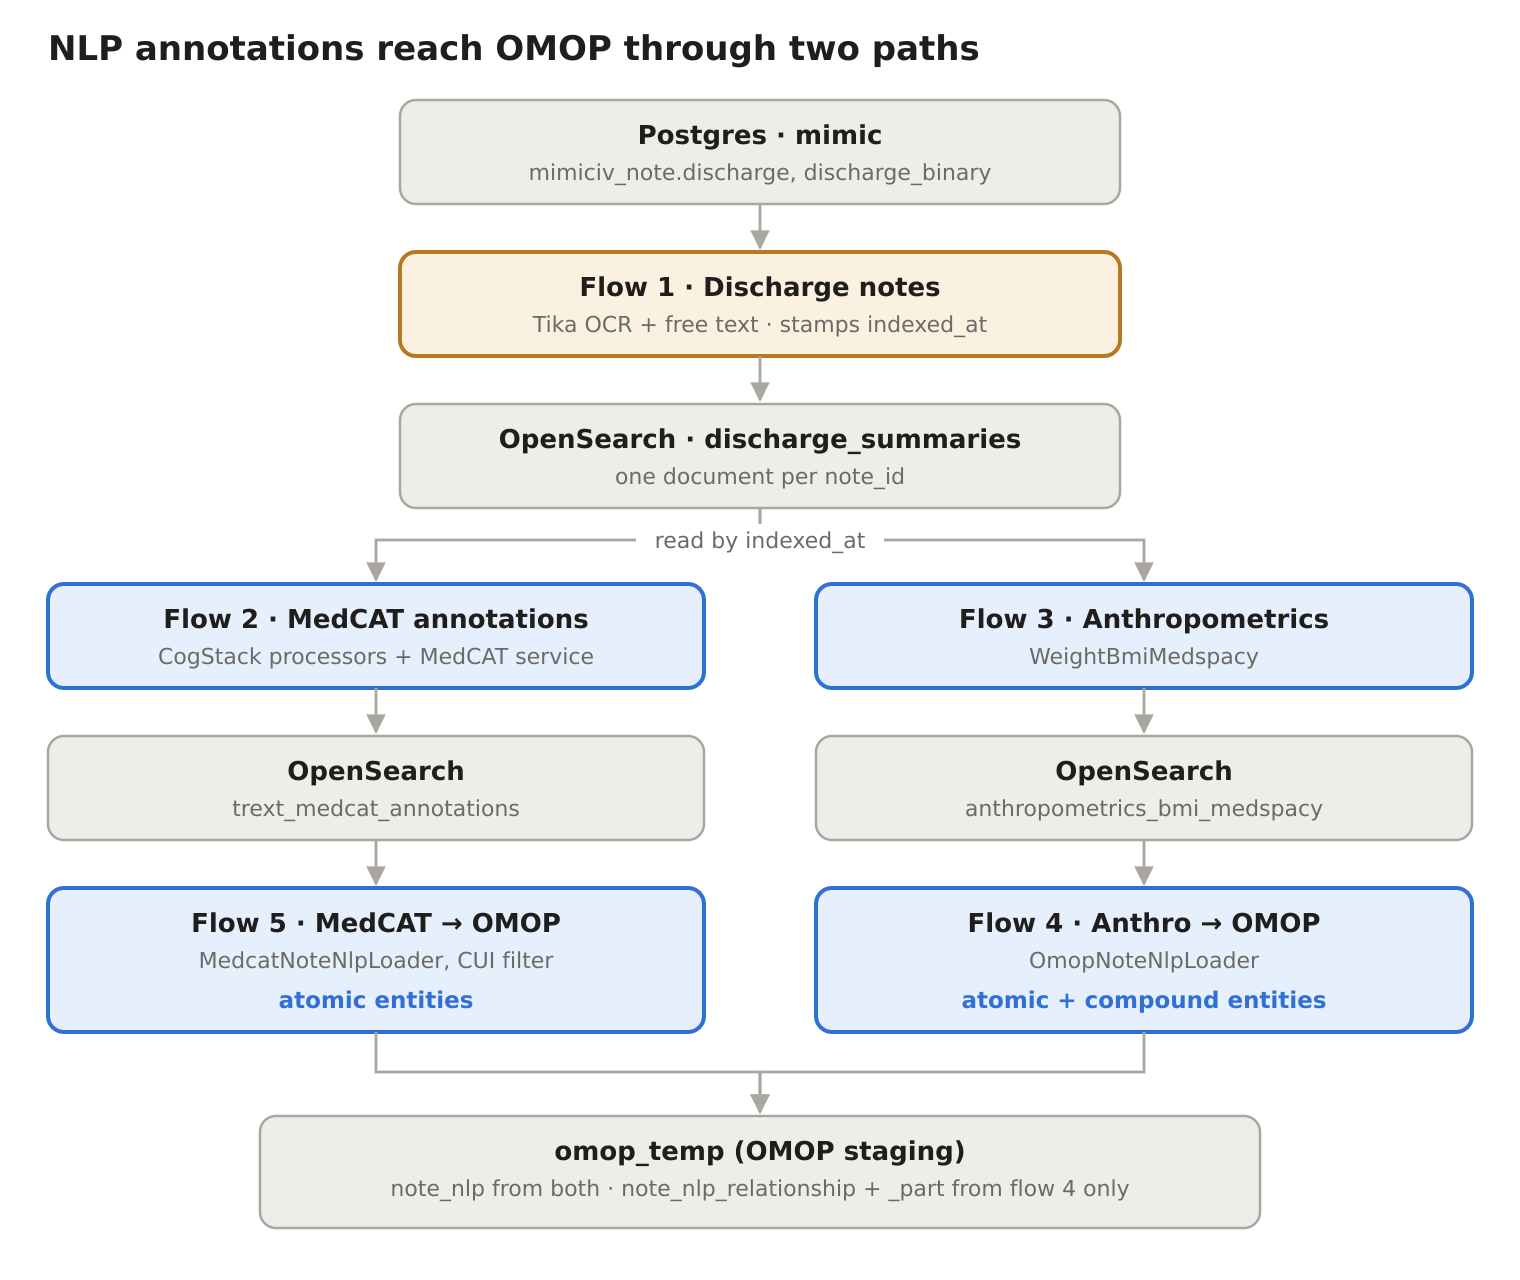 NLP annotations reach OMOP through two paths
Postgres · mimic
mimiciv_note.discharge, discharge_binary
Flow 1 · Discharge notes
Tika OCR + free text · stamps indexed_at
OpenSearch · discharge_summaries
one document per note_id
read by indexed_at
Flow 2 · MedCAT annotations
CogStack processors + MedCAT service
Flow 3 · Anthropometrics
WeightBmiMedspacy
OpenSearch
trext_medcat_annotations
OpenSearch
anthropometrics_bmi_medspacy
Flow 5 · MedCAT → OMOP
MedcatNoteNlpLoader, CUI filter
atomic entities
Flow 4 · Anthro → OMOP
OmopNoteNlpLoader
atomic + compound entities
omop_temp (OMOP staging)
note_nlp from both · note_nlp_relationship + _part from flow 4 only